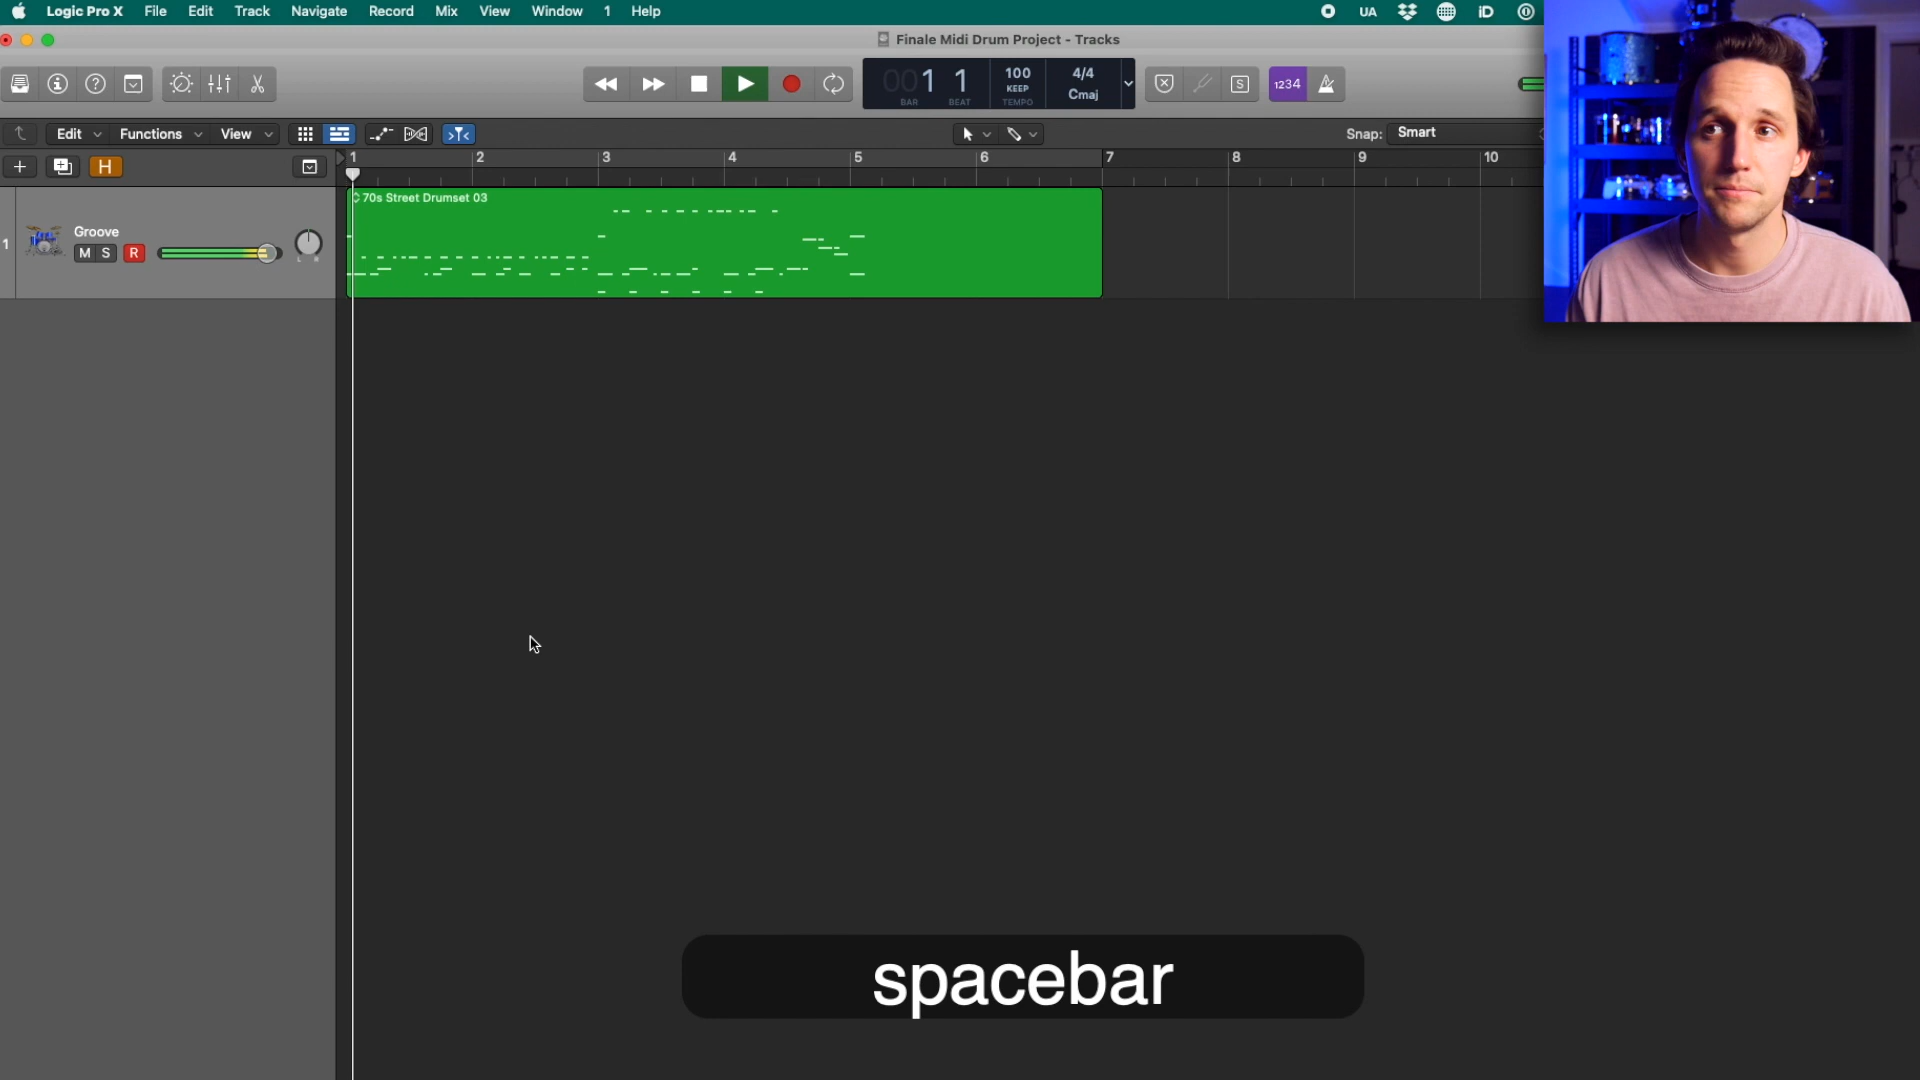 Logic Pro X File Edit Track Navigate Record Mix View Window 1 Help UA iD
Finale Midi Drum Project - Tracks
001 1 100 4/4
KEEP Cmaj
BAR BEAT TEMPO
S 1234
Edit Functions View Snap: Smart
H 1 2 3 4 5 6 7 8 9 10
70s Street Drumset 03
1 Groove
M S R L R
spacebar